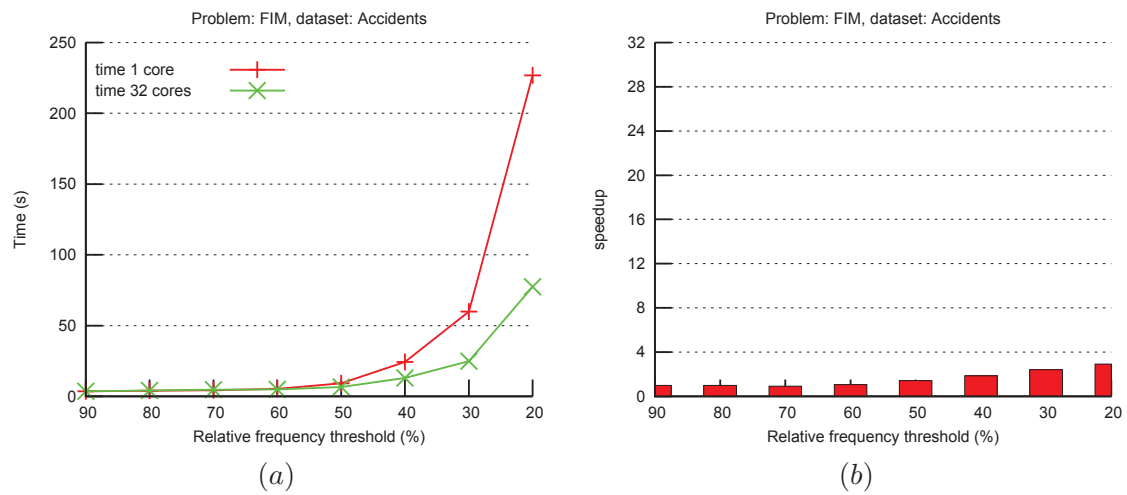 Problem: FIM, dataset: Accidents
250
200
150
100
50
0
Time (s)
time 1 core
time 32 cores
90 80 70 60 50 40 30 20
Relative frequency threshold (%)
(a)
Problem: FIM, dataset: Accidents
32
28
24
20
16
12
8
4
0
speedup
90 80 70 60 50 40 30 20
Relative frequency threshold (%)
(b)